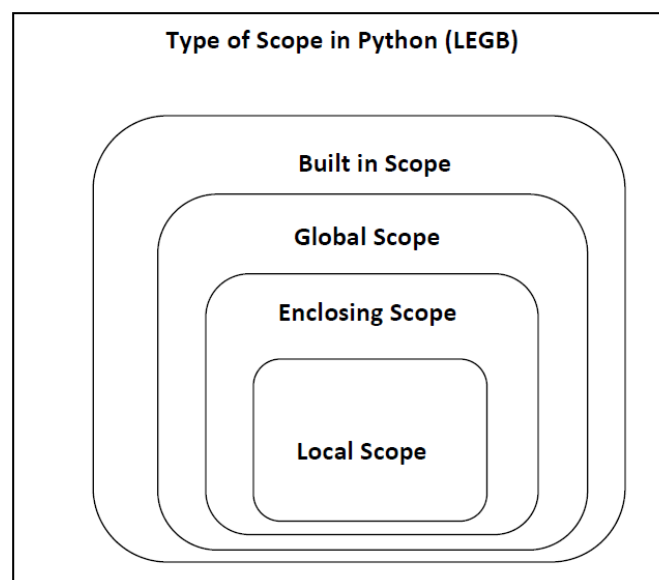 Type of Scope in Python (LEGB)
Built in Scope
Global Scope
Enclosing Scope
Local Scope